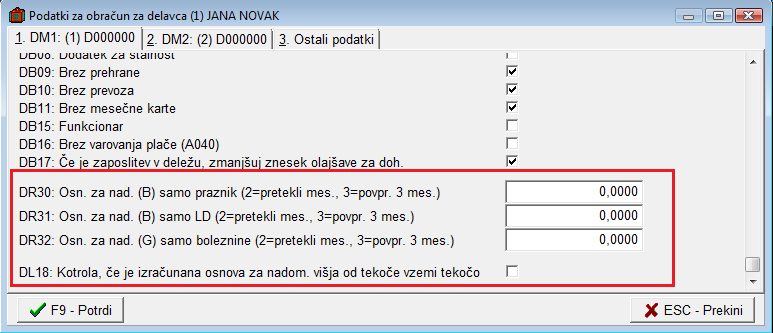 Podatki za obračun za delavca (1) JANA NOVAK
1. DM1: (1) D000000 2. DM2: (2) D000000 3. Ostali podatki
DB08: Dodatek za stalnost
DB09: Brez prehrane
DB10: Brez prevoza
DB11: Brez mesečne karte
DB15: Funkcionar
DB16: Brez varovanja plače (A040)
DB17: Če je zaposlitev v deležu, zmanjšuj znesek olajšave za doh.
DR30: Osn. za nad. (B) samo praznik (2=pretekli mes., 3=povpr. 3 mes.) 0,0000
DR31: Osn. za nad. (B) samo LD (2=pretekli mes., 3=povpr. 3 mes.) 0,0000
DR32: Osn. za nad. (G) samo boleznine (2=pretekli mes., 3=povpr. 3 mes.) 0,0000
DL18: Kotrola, če je izračunana osnova za nadom. višja od tekoče vzemi tekočo
F9 - Potrdi ESC - Prekini